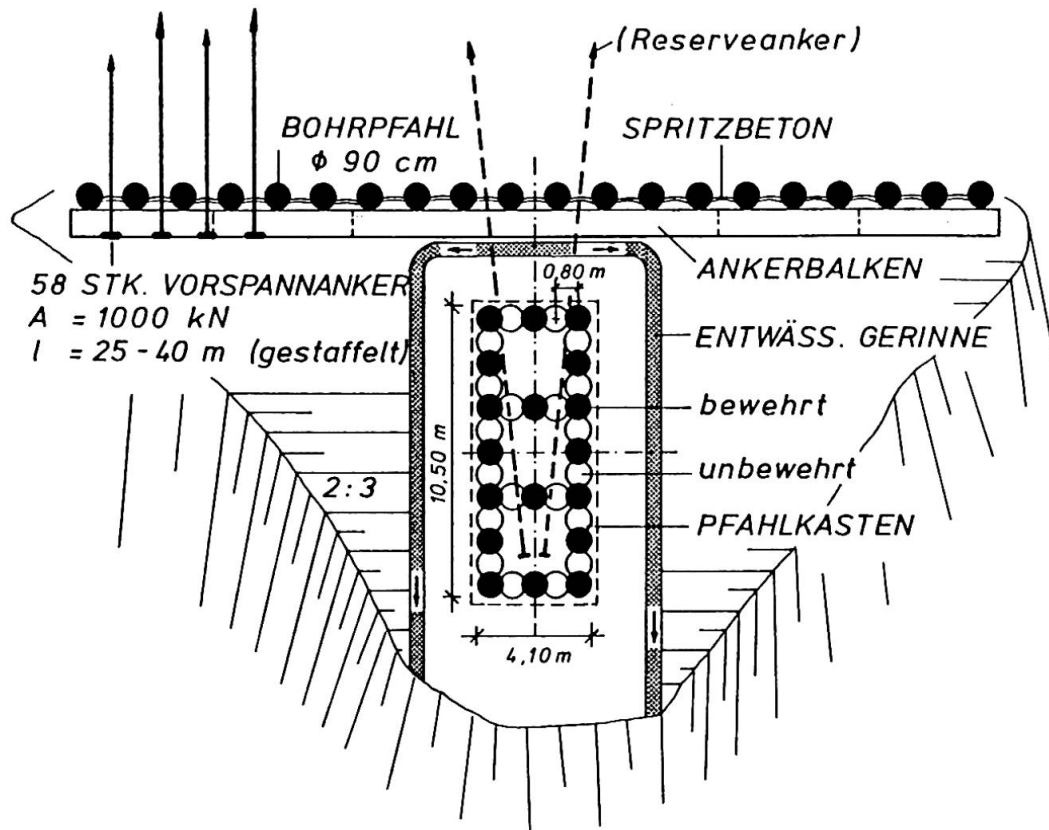 (Reserveanker)
BOHRPFAHL
ϕ 90 cm
SPRITZBETON
0,80 m
58 STK. VORSPANNANKER
A = 1000 kN
l = 25 - 40 m (gestaffelt)
ANKERBALKEN
ENTWÄSS. GERINNE
bewehrt
10,50 m
unbewehrt
2:3
PFAHLKASTEN
4,10 m